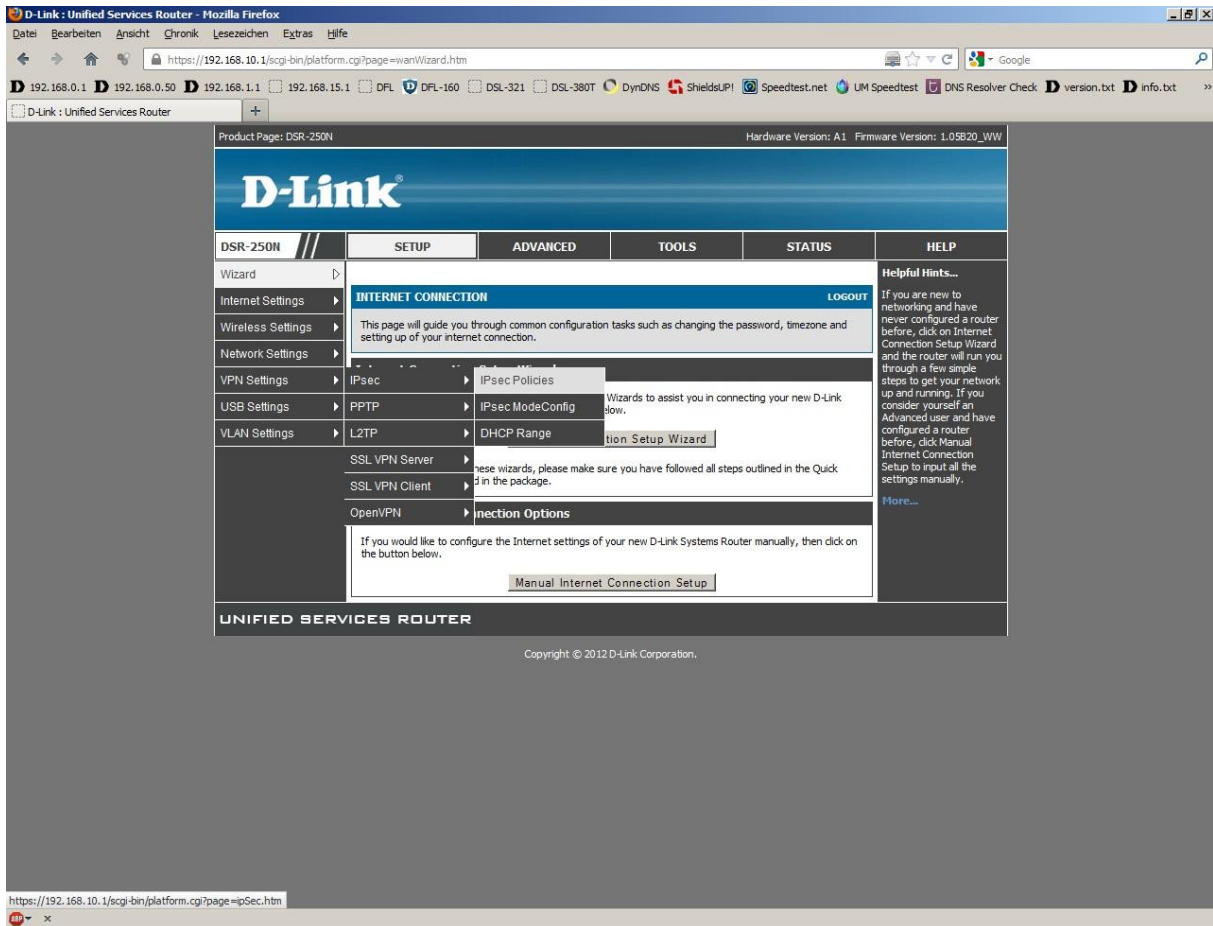 D-Link : Unified Services Router - Mozilla Firefox
Datei Bearbeiten Ansicht Chronik Lesezeichen Extras Hilfe
https://192.168.10.1/scgi-bin/platform.cgi?page=wanWizard.htm
Google
192.168.0.1 192.168.0.50 192.168.1.1 192.168.15.1 DFL DFL-160 DSL-321 DSL-380T DynDNS ShieldsUP! Speedtest.net UM Speedtest DNS Resolver Check version.txt info.txt »
D-Link : Unified Services Router +
Product Page: DSR-250N Hardware Version: A1 Firmware Version: 1.05B20_WW
D-Link®
DSR-250N SETUP ADVANCED TOOLS STATUS HELP
Wizard
Internet Settings
Wireless Settings
Network Settings
VPN Settings
USB Settings
VLAN Settings
IPsec
PPTP
L2TP
SSL VPN Server
SSL VPN Client
OpenVPN
IPsec Policies
IPsec ModeConfig
DHCP Range
INTERNET CONNECTION LOGOUT
This page will guide you through common configuration tasks such as changing the password, timezone and
setting up of your internet connection.
Wizards to assist you in connecting your new D-Link
elow.
tion Setup Wizard
hese wizards, please make sure you have followed all steps outlined in the Quick
d in the package.
nnection Options
If you would like to configure the Internet settings of your new D-Link Systems Router manually, then click on
the button below.
Manual Internet Connection Setup
Helpful Hints...
If you are new to
networking and have
never configured a router
before, click on Internet
Connection Setup Wizard
and the router will run you
through a few simple
steps to get your network
up and running. If you
consider yourself an
Advanced user and have
configured a router
before, click Manual
Internet Connection
Setup to input all the
settings manually.
More...
UNIFIED SERVICES ROUTER
Copyright © 2012 D-Link Corporation.
https://192.168.10.1/scgi-bin/platform.cgi?page=ipSec.htm
ABP